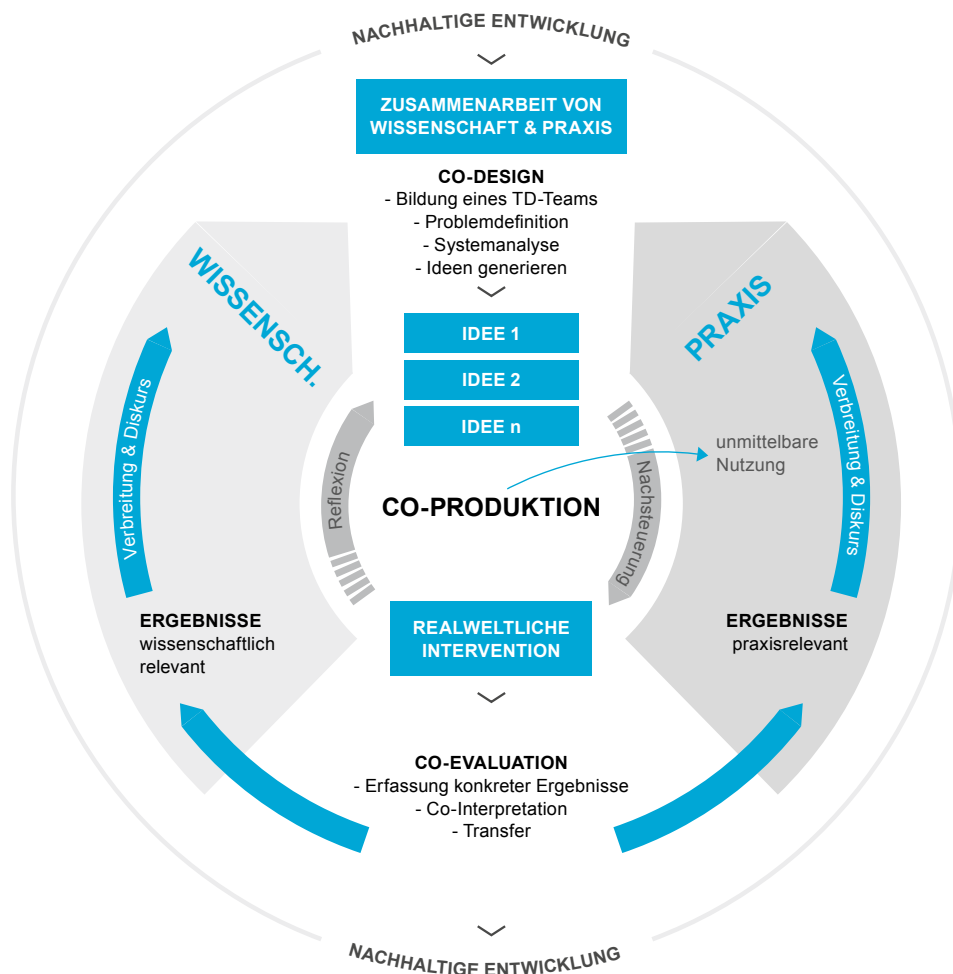 NACHHALTIGE ENTWICKLUNG
ZUSAMMENARBEIT VON
WISSENSCHAFT & PRAXIS
CO-DESIGN
- Bildung eines TD-Teams
- Problemdefinition
- Systemanalyse
- Ideen generieren
WISSENSCH.
PRAXIS
IDEE 1
IDEE 2
IDEE n
Verbreitung & Diskurs
Reflexion
CO-PRODUKTION
Nachsteuerung
unmittelbare
Nutzung
Verbreitung & Diskurs
REALWELTLICHE
INTERVENTION
ERGEBNISSE
wissenschaftlich
relevant
ERGEBNISSE
praxisrelevant
CO-EVALUATION
- Erfassung konkreter Ergebnisse
- Co-Interpretation
- Transfer
NACHHALTIGE ENTWICKLUNG